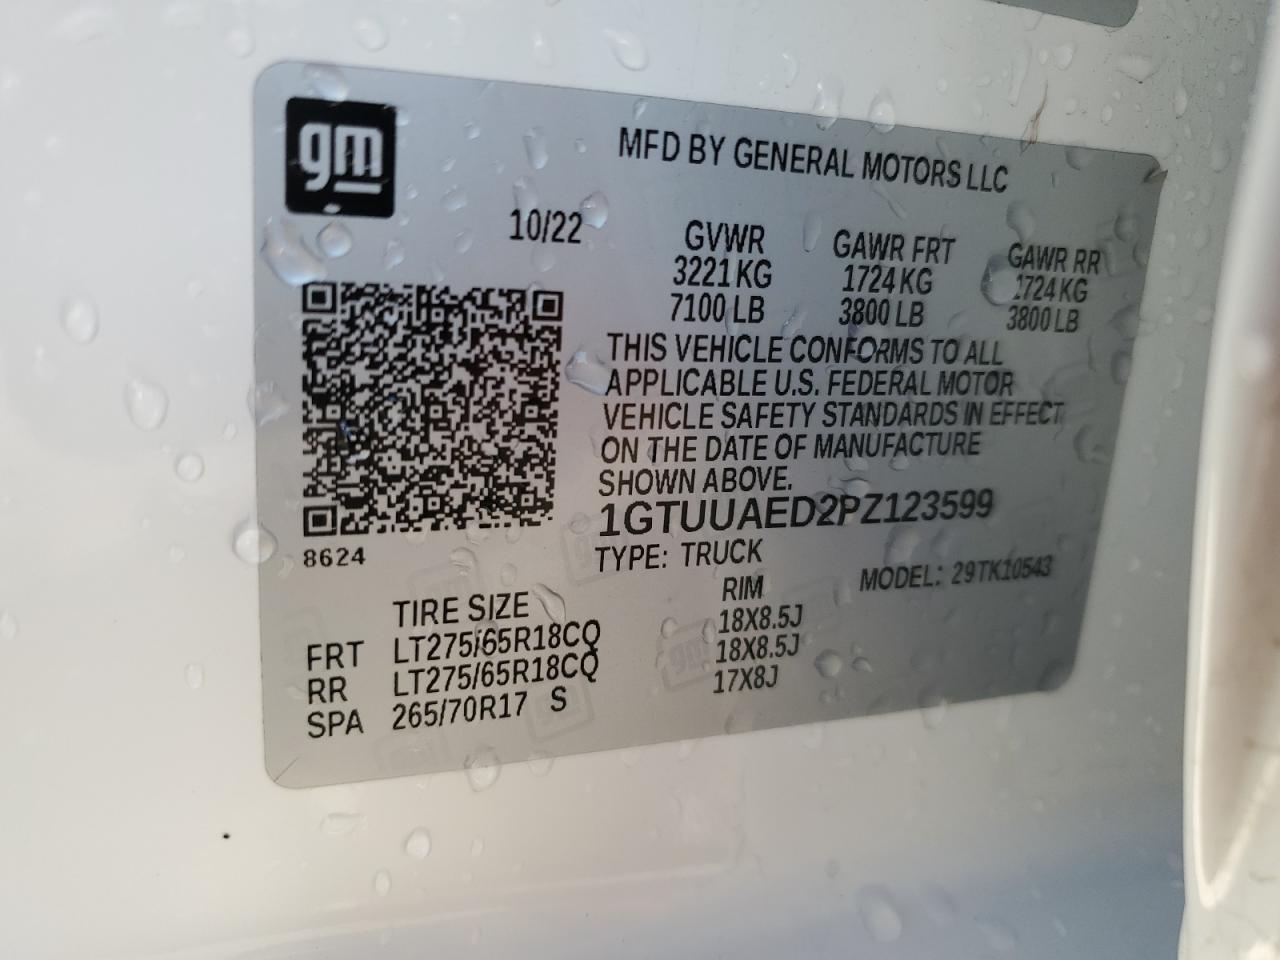 gm
MFD BY GENERAL MOTORS LLC
10/22
GVWR GAWR FRT GAWR RR
3221 KG 1724 KG 1724 KG
7100 LB 3800 LB 3800 LB
THIS VEHICLE CONFORMS TO ALL
APPLICABLE U.S. FEDERAL MOTOR
VEHICLE SAFETY STANDARDS IN EFFECT
ON THE DATE OF MANUFACTURE
SHOWN ABOVE.
1GTUUAED2PZ123599
8624
TYPE: TRUCK MODEL: 29TK10543
TIRE SIZE RIM
FRT LT275/65R18CQ 18X8.5J
RR LT275/65R18CQ 18X8.5J
SPA 265/70R17 S 17X8J